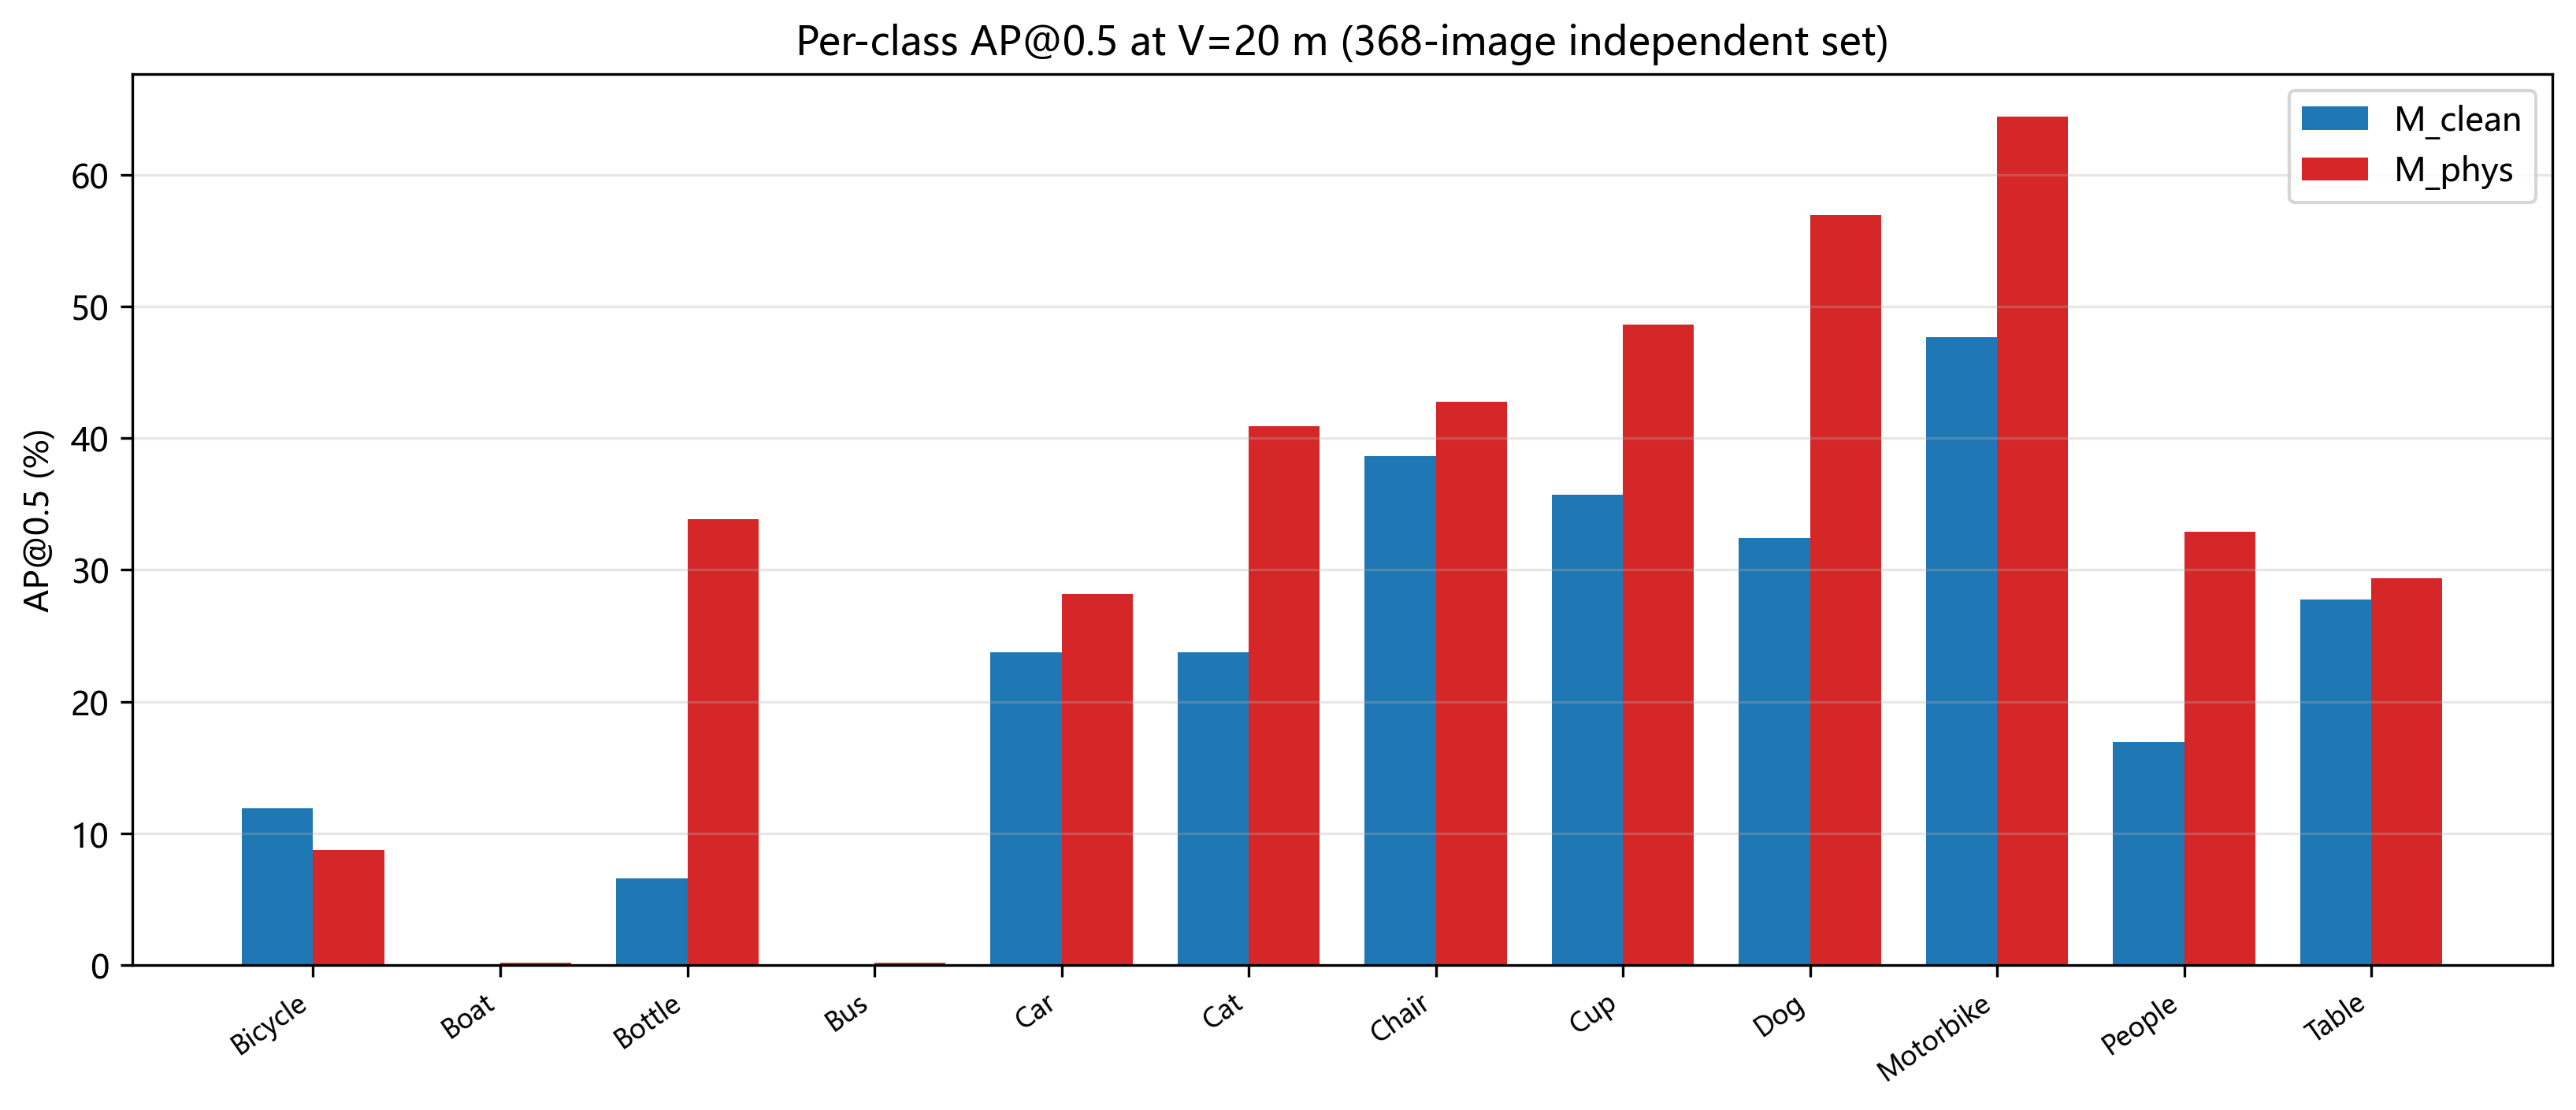 Per-class AP@0.5 at V=20 m (368-image independent set)
M_clean
M_phys
AP@0.5 (%)
60
50
40
30
20
10
0
Bicycle
Boat
Bottle
Bus
Car
Cat
Chair
Cup
Dog
Motorbike
People
Table